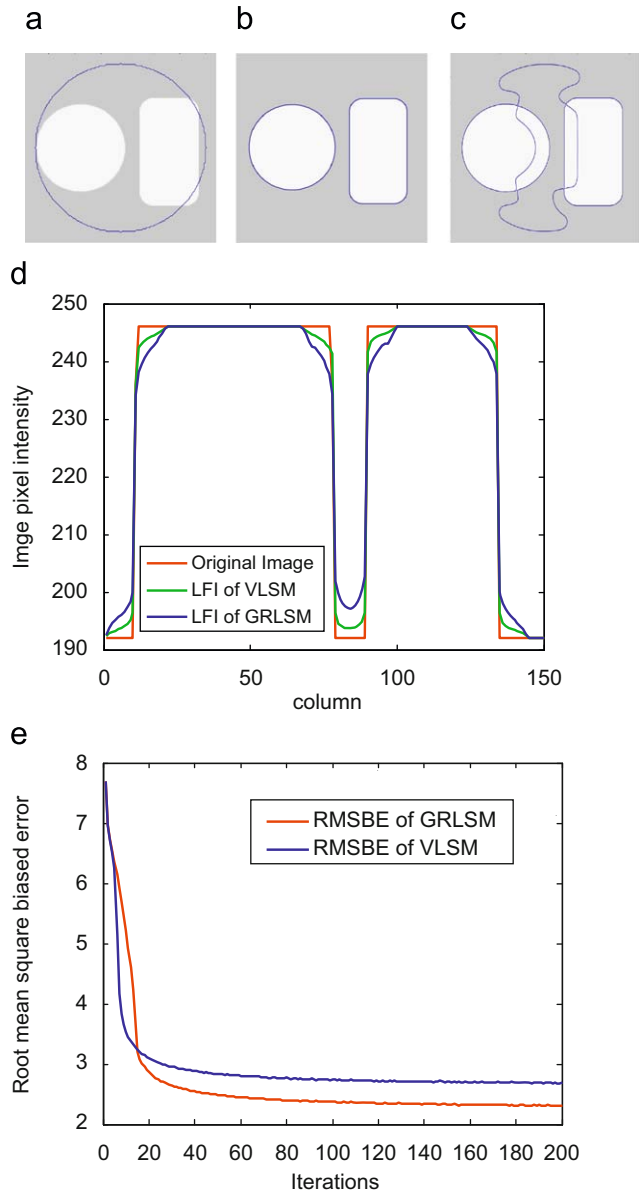 a
b
c
d
250
240
230
220
210
200
190
Imge pixel intensity
Original Image
LFI of VLSM
LFI of GRLSM
0
50
100
150
column
e
8
7
6
5
4
3
2
Root mean square biased error
RMSBE of GRLSM
RMSBE of VLSM
0 20 40 60 80 100 120 140 160 180 200
Iterations